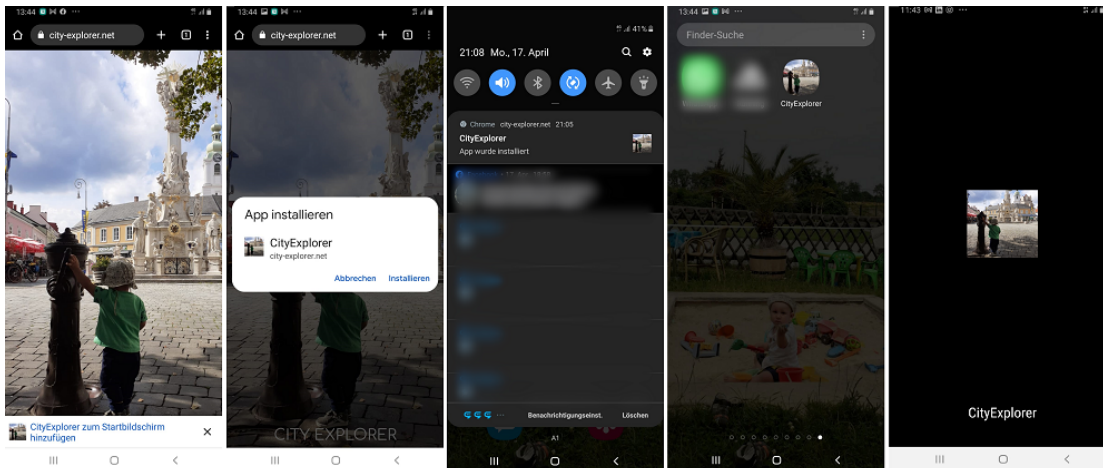 13:44
city-explorer.net
1
CityExplorer zum Startbildschirm
hinzufügen
13:44
city-explorer.net
1
App installieren
CityExplorer
city-explorer.net
Abbrechen Installieren
CITY EXPLORER
41%
21:08 Mo., 17. April
Chrome city-explorer.net 21:05
CityExplorer
App wurde installiert
Benachrichtigungseinst. Löschen
A1
13:44
Finder-Suche
CityExplorer
11:43
CityExplorer